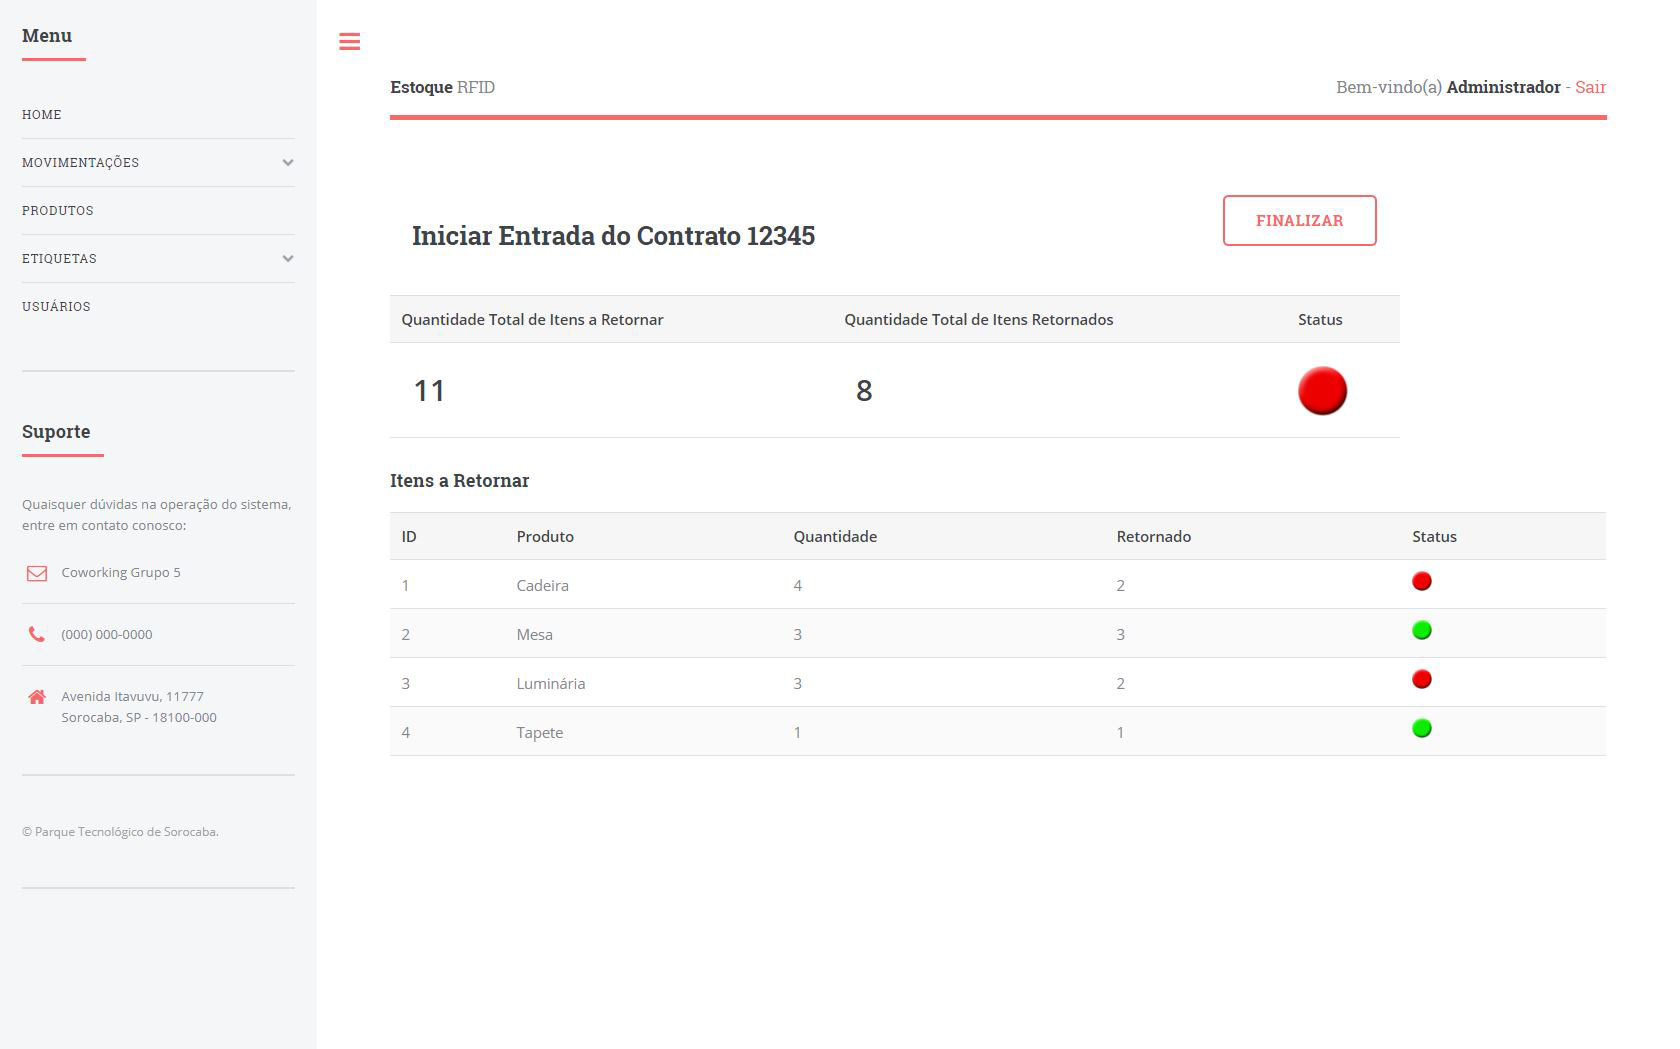 Menu
HOME
MOVIMENTAÇÕES
PRODUTOS
ETIQUETAS
USUÁRIOS
Suporte
Quaisquer dúvidas na operação do sistema,
entre em contato conosco:
Coworking Grupo 5
(000) 000-0000
Avenida Itavuvu, 11777
Sorocaba, SP - 18100-000
© Parque Tecnológico de Sorocaba.
Estoque RFID
Bem-vindo(a) Administrador - Sair
Iniciar Entrada do Contrato 12345
FINALIZAR
Quantidade Total de Itens a Retornar Quantidade Total de Itens Retornados Status
11 8
Itens a Retornar
ID Produto Quantidade Retornado Status
1 Cadeira 4 2
2 Mesa 3 3
3 Luminária 3 2
4 Tapete 1 1